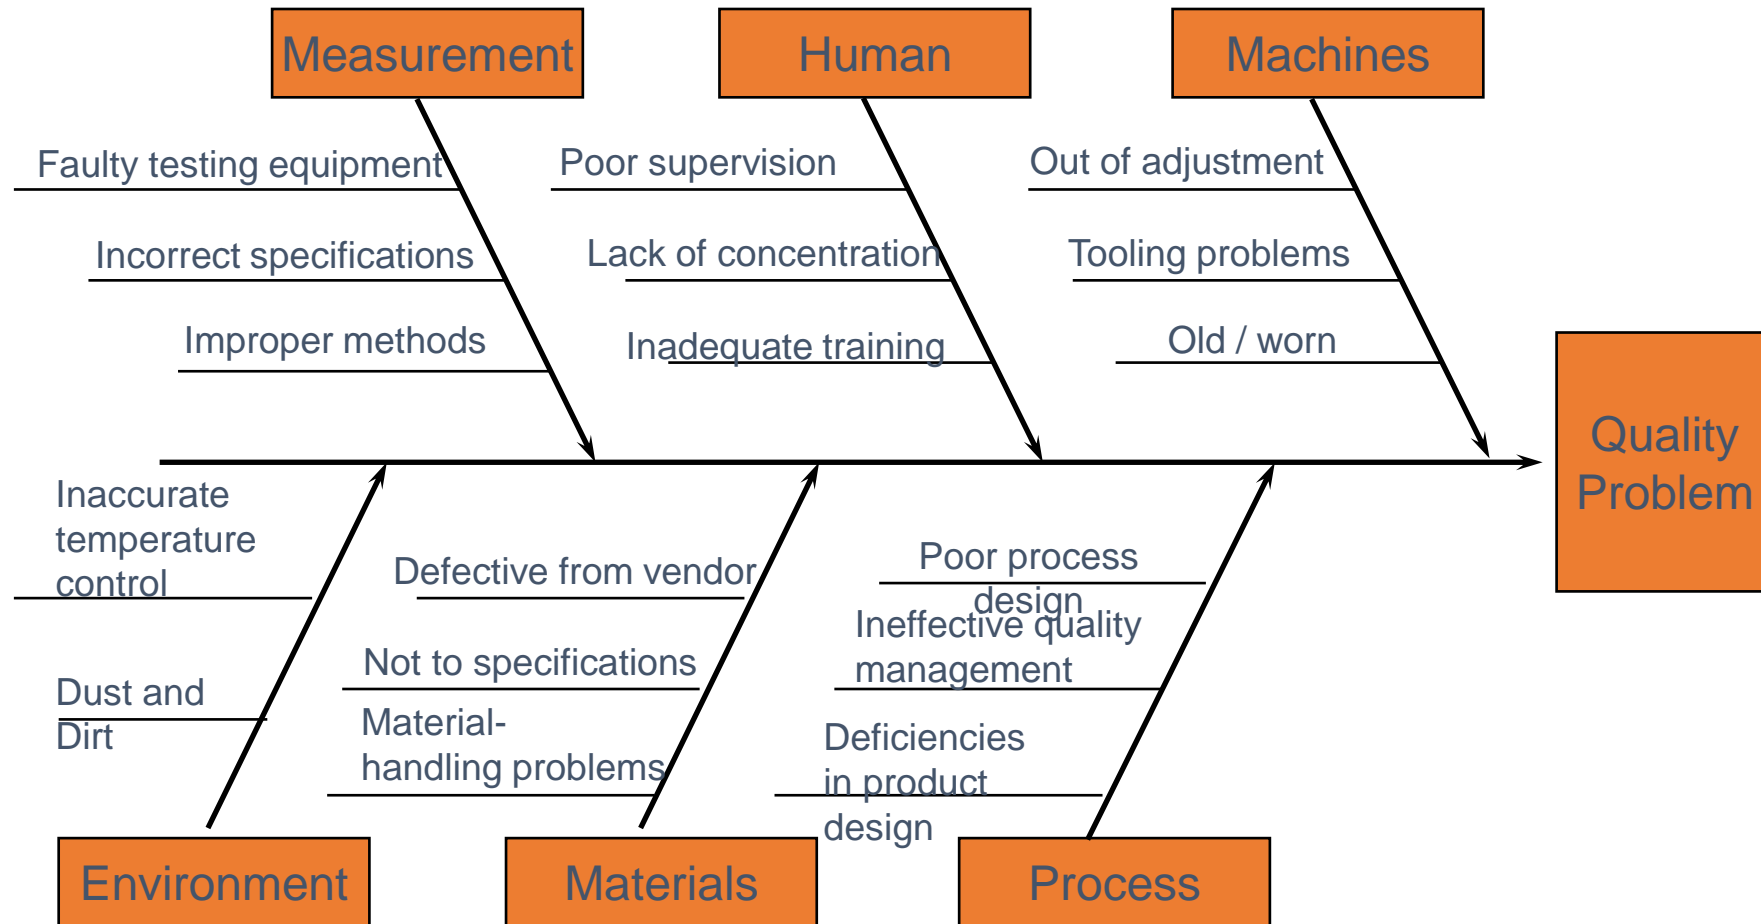 Measurement
Human
Machines
Faulty testing equipment
Poor supervision
Out of adjustment
Incorrect specifications
Lack of concentration
Tooling problems
Improper methods
Inadequate training
Old / worn
Quality
Problem
Inaccurate
temperature
control
Defective from vendor
Poor process
design
Ineffective quality
management
Not to specifications
Dust and
Dirt
Material-
handling problems
Deficiencies
in product
design
Environment
Materials
Process